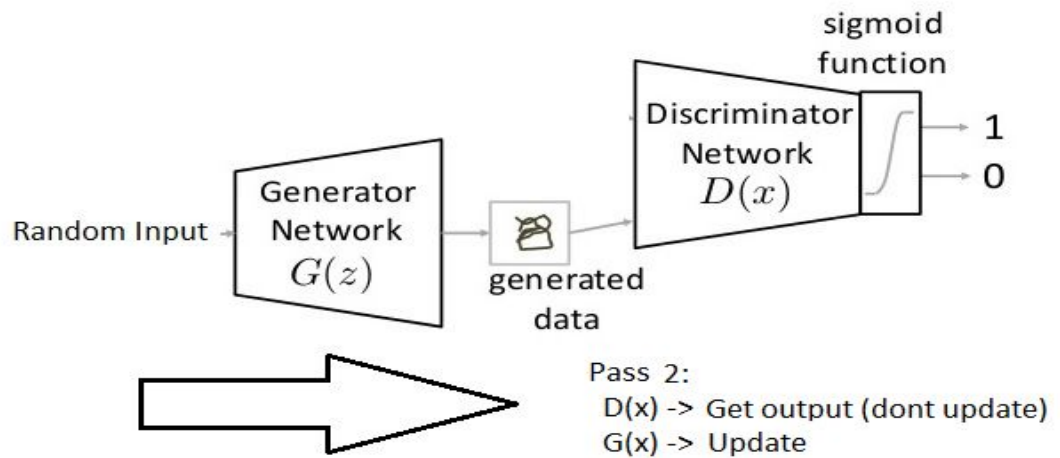 sigmoid
function
Discriminator
Network
D(x)
1
0
Generator
Network
G(z)
Random Input
generated
data
Pass 2:
D(x) -> Get output (dont update)
G(x) -> Update